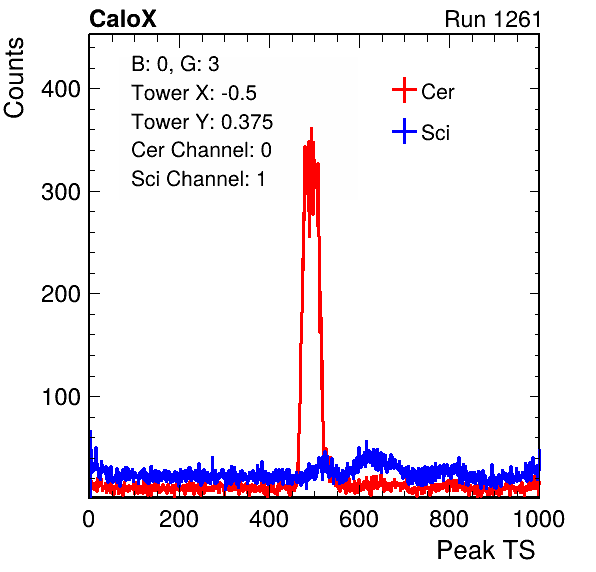 CaloX Run 1261
Counts
B: 0, G: 3
Tower X: -0.5
Tower Y: 0.375
Cer Channel: 0
Sci Channel: 1
Cer
Sci
400
300
200
100
0 200 400 600 800 1000
Peak TS